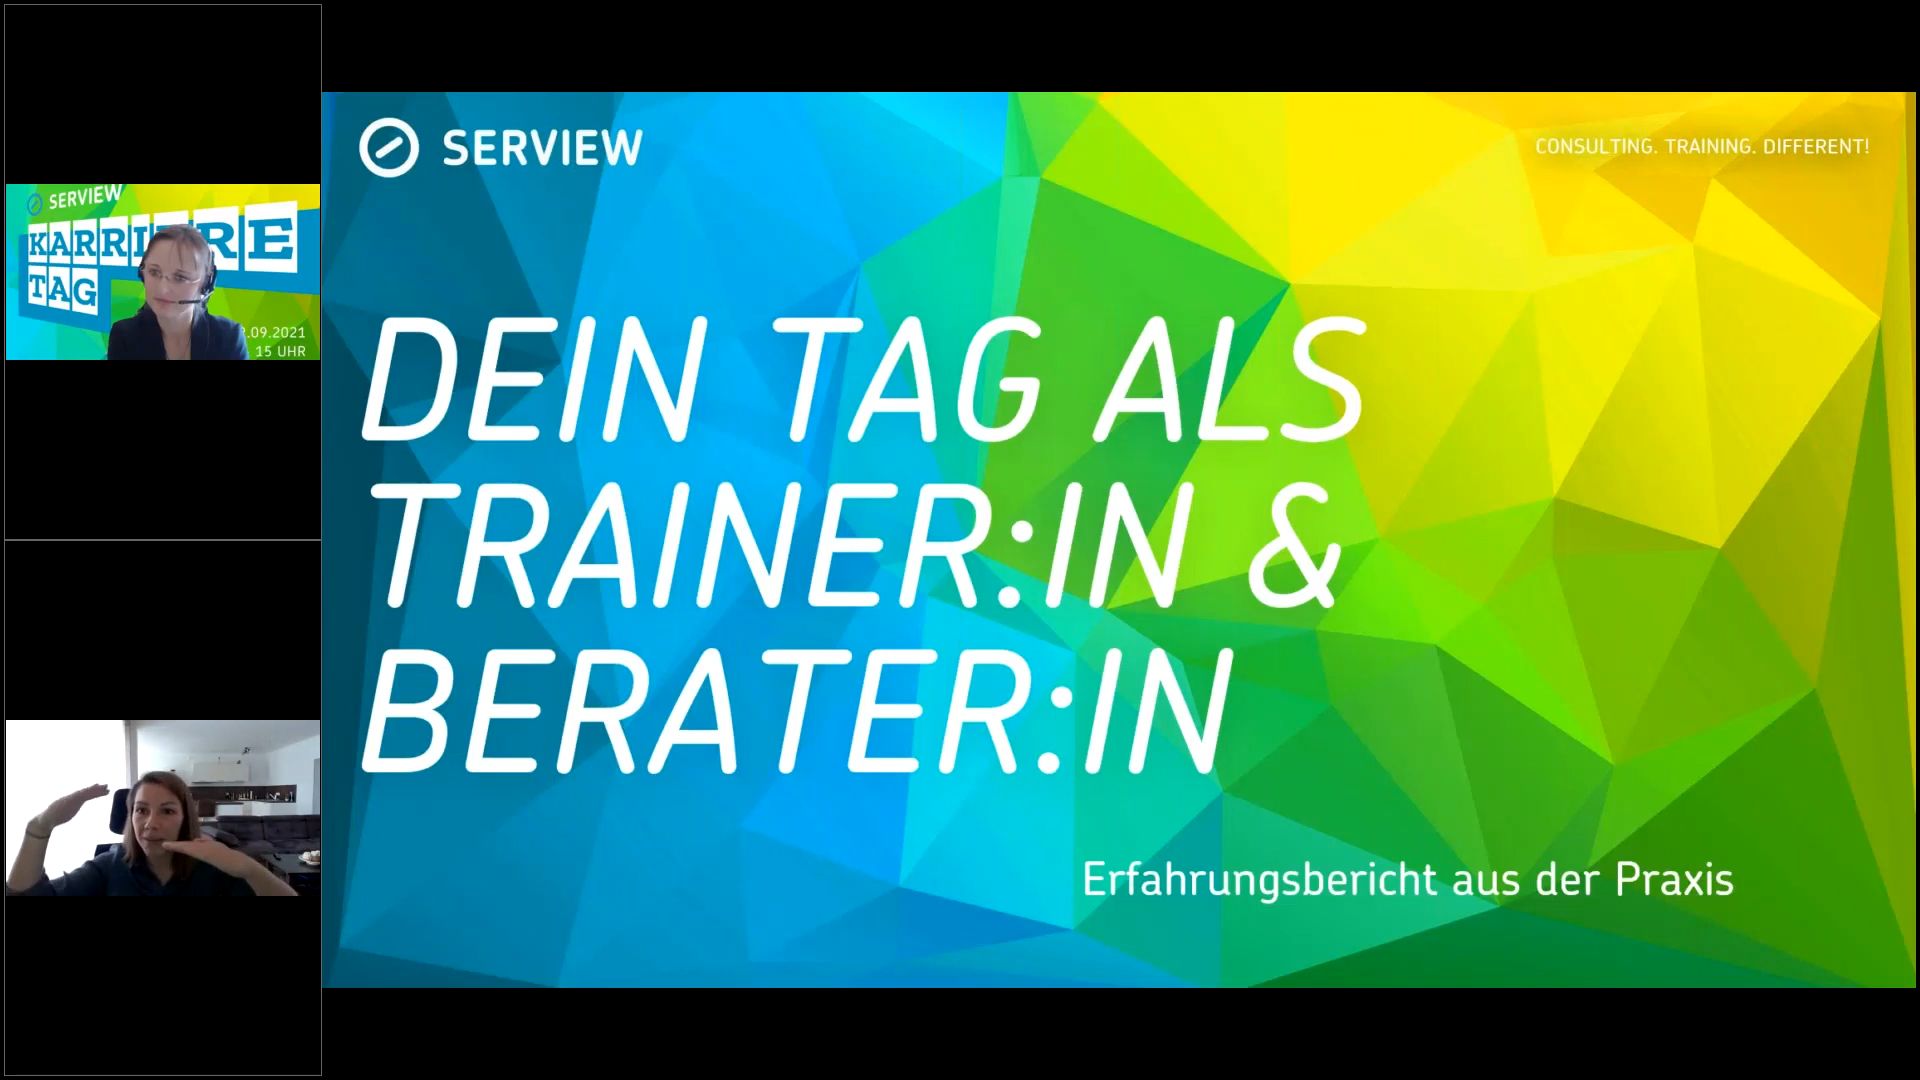 SERVIEW
KARRIERE
TAG
.09.2021
15 UHR
SERVIEW
CONSULTING. TRAINING. DIFFERENT!
DEIN TAG ALS
TRAINER:IN &
BERATER:IN
Erfahrungsbericht aus der Praxis